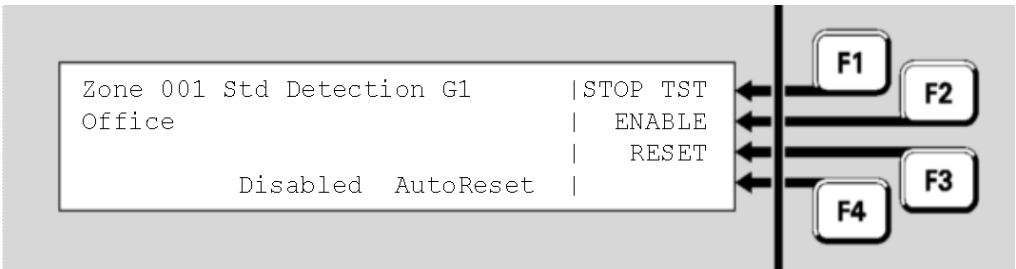 Zone 001 Std Detection G1 |STOP TST
Office | ENABLE
| RESET
Disabled AutoReset |
F1
F2
F3
F4